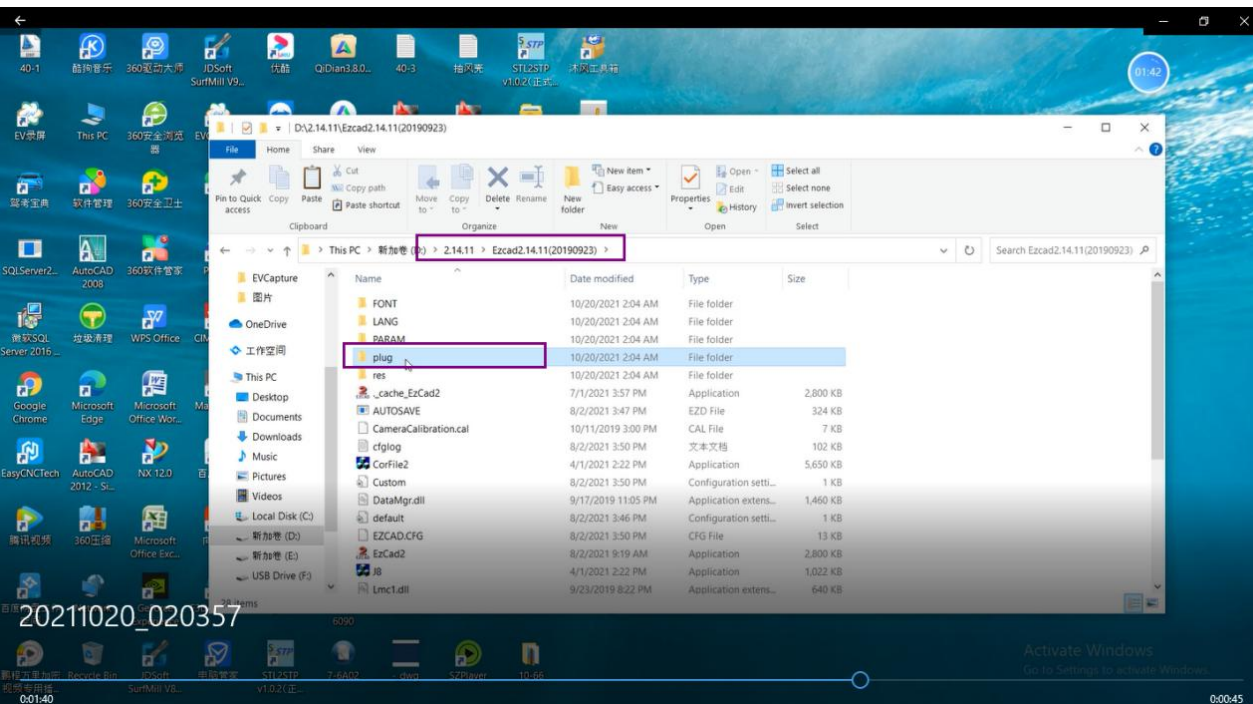 40-1
酷狗音乐
360驱动大师
JDSoft
SurfMill V9...
优酷
QiDian3.8.0...
40-3
抽风壳
STL2STP
v1.0.2(正式...
沐风工具箱
01:42
EV录屏
This PC
360安全浏览
器
D:\2.14.11\Ezcad2.14.11(20190923)
File
Home
Share
View
Pin to Quick
access
Copy
Paste
Cut
Copy path
Paste shortcut
Clipboard
Move
to
Copy
to
Delete
Rename
Organize
New
folder
New item
Easy access
New
Properties
Open
Edit
History
Open
Select all
Select none
Invert selection
Select
驾考宝典
软件管理
360安全卫士
This PC > 新加卷 (D:) > 2.14.11 > Ezcad2.14.11(20190923) >
Search Ezcad2.14.11(20190923)
SQLServer2...
AutoCAD
2008
360软件管家
微软SQL
Server 2016 ...
垃圾清理
WPS Office
Google
Chrome
Microsoft
Edge
Microsoft
Office Wor...
EasyCNCTech
AutoCAD
2012 - Si...
NX 12.0
腾讯视频
360压缩
Microsoft
Office Exc...
EVCapture
图片
OneDrive
工作空间
This PC
Desktop
Documents
Downloads
Music
Pictures
Videos
Local Disk (C:)
新加卷 (D:)
新加卷 (E:)
USB Drive (F:)
Name Date modified Type Size
FONT 10/20/2021 2:04 AM File folder
LANG 10/20/2021 2:04 AM File folder
PARAM 10/20/2021 2:04 AM File folder
plug 10/20/2021 2:04 AM File folder
res 10/20/2021 2:04 AM File folder
._cache_EzCad2 7/1/2021 3:57 PM Application 2,800 KB
AUTOSAVE 8/2/2021 3:47 PM EZD File 324 KB
CameraCalibration.cal 10/11/2019 3:00 PM CAL File 7 KB
cfglog 8/2/2021 3:50 PM 文本文档 102 KB
CorFile2 4/1/2021 2:22 PM Application 5,650 KB
Custom 8/2/2021 3:50 PM Configuration setti... 1 KB
DataMgr.dll 9/17/2019 11:05 PM Application extens... 1,460 KB
default 8/2/2021 3:46 PM Configuration setti... 1 KB
EZCAD.CFG 8/2/2021 3:50 PM CFG File 13 KB
EzCad2 8/2/2021 9:19 AM Application 2,800 KB
JB 4/1/2021 2:22 PM Application 1,022 KB
Lmc1.dll 9/23/2019 8:22 PM Application extens... 640 KB
28 items
20211020_020357
6090
Recycle Bin
JDSoft
SurfMill V8...
电脑管家
STL2STP
v1.0.2(正...
7-6A02
- dwg
SZPlayer
10-66
Activate Windows
Go to Settings to activate Windows.
0:01:40
0:00:45